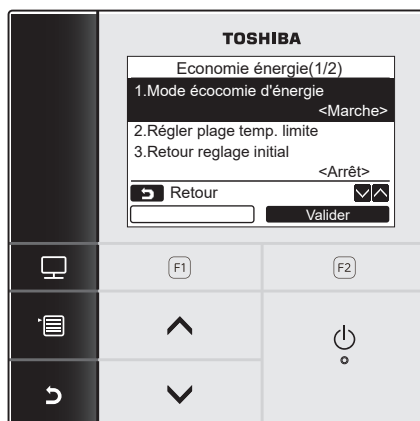 TOSHIBA
Economie énergie(1/2)
1.Mode écocomie d'énergie
<Marche>
2.Régler plage temp. limite
3.Retour reglage initial
<Arrêt>
Retour
Valider
F1
F2